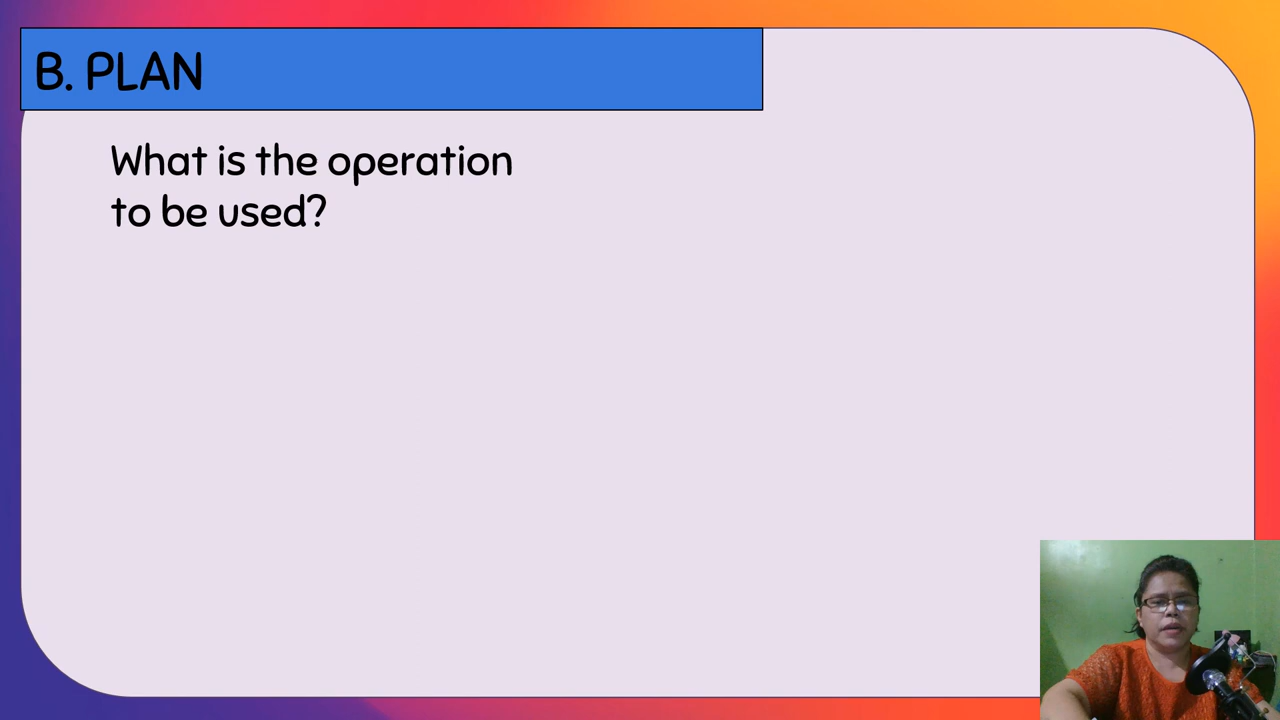 B. PLAN
What is the operation
to be used?